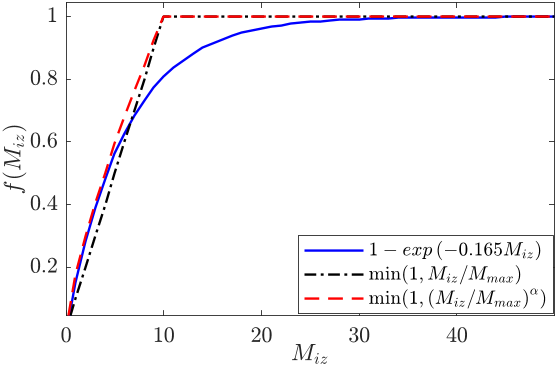 1
0.8
0.6
0.4
0.2
f(M_{iz})
0 10 20 30 40
M_{iz}
1 − exp (−0.165M_{iz})
min(1, M_{iz}/M_{max})
min(1, (M_{iz}/M_{max})^α)